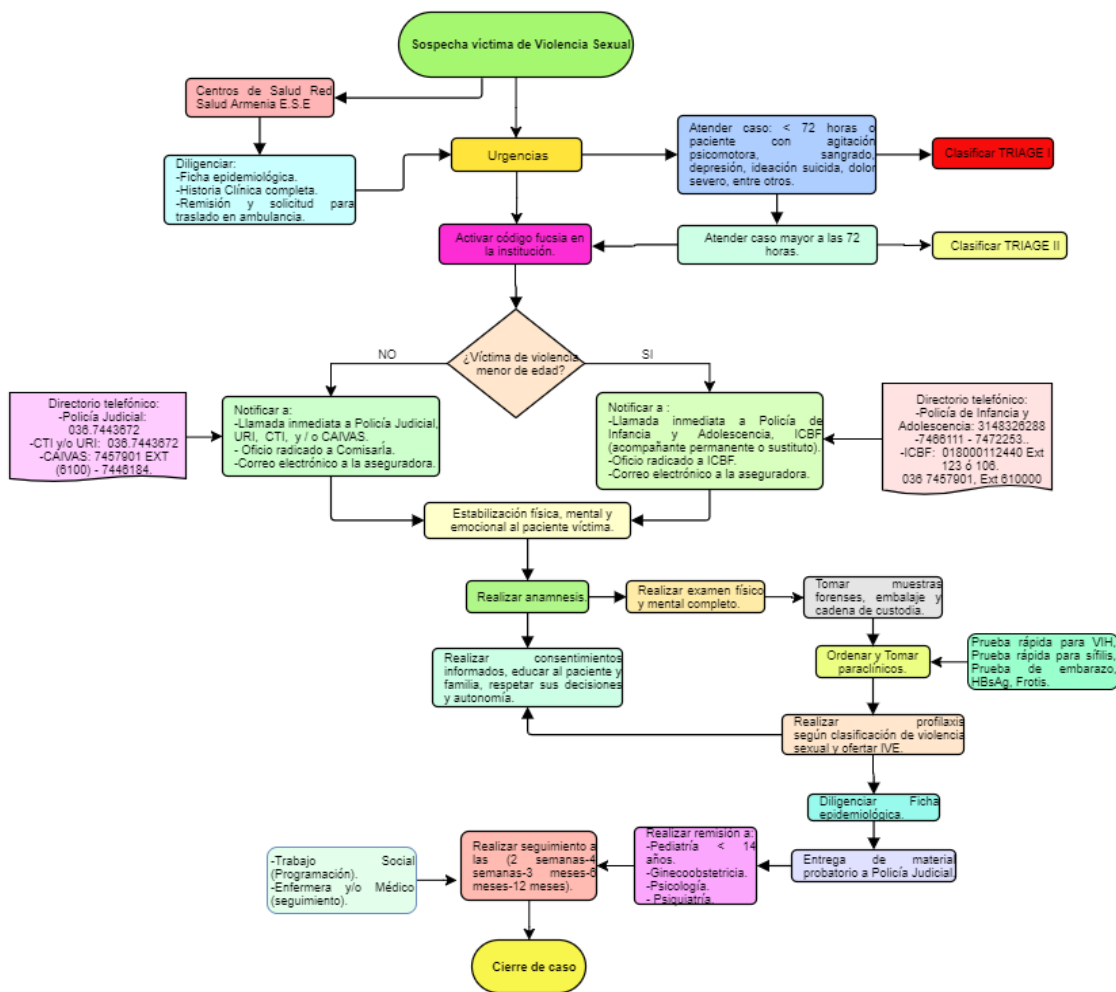 Sospecha víctima de Violencia Sexual
Centros de Salud Red
Salud Armenia E.S.E
Diligenciar:
-Ficha epidemiológica.
-Historia Clínica completa.
-Remisión y solicitud para
traslado en ambulancia.
Urgencias
Atender caso: < 72 horas o
paciente con agitación
psicomotora, sangrado,
depresión, ideación suicida, dolor
severo, entre otros.
Clasificar TRIAGE I
Activar código fucsia en
la institución.
Atender caso mayor a las 72
horas.
Clasificar TRIAGE II
¿Víctima de violencia
menor de edad?
NO
SI
Directorio telefónico:
-Policía Judicial:
036.7443672
-CTI y/o URI: 036.7443672
-CAIVAS: 7457901 EXT
(6100) - 7446184.
Notificar a:
-Llamada inmediata a Policía Judicial,
URI, CTI, y / o CAIVAS.
- Oficio radicado a Comisaría.
-Correo electrónico a la aseguradora.
Notificar a :
-Llamada inmediata a Policía de
Infancia y Adolescencia, ICBF
(acompañante permanente o sustituto).
-Oficio radicado a ICBF.
-Correo electrónico a la aseguradora.
Directorio telefónico:
-Policía de Infancia y
Adolescencia: 3148326288
-7466111 - 7472253..
-ICBF: 018000112440 Ext
123 ó 106.
036 7457901, Ext 610000
Estabilización física, mental y
emocional al paciente víctima.
Realizar anamnesis.
Realizar examen físico
y mental completo.
Tomar muestras
forenses, embalaje y
cadena de custodia.
Realizar consentimientos
informados, educar al paciente y
familia, respetar sus decisiones
y autonomía.
Ordenar y Tomar
paraclínicos.
Prueba rápida para VIH,
Prueba rápida para sífilis,
Prueba de embarazo,
HBsAg, Frotis.
Realizar profilaxis
según clasificación de violencia
sexual y ofertar IVE.
Diligenciar Ficha
epidemiológica.
Entrega de material
probatorio a Policía Judicial.
Realizar remisión a:
-Pediatría < 14
años.
-Ginecoobstetricia.
-Psicología.
- Psiquiatría.
Realizar seguimiento a
las (2 semanas-4
semanas-3 meses-6
meses-12 meses).
-Trabajo Social
(Programación).
-Enfermera y/o Médico
(seguimiento).
Cierre de caso